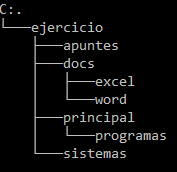 C:.
└───ejercicio
    ├───apuntes
    ├───docs
    │   ├───excel
    │   └───word
    ├───principal
    │   └───programas
    └───sistemas